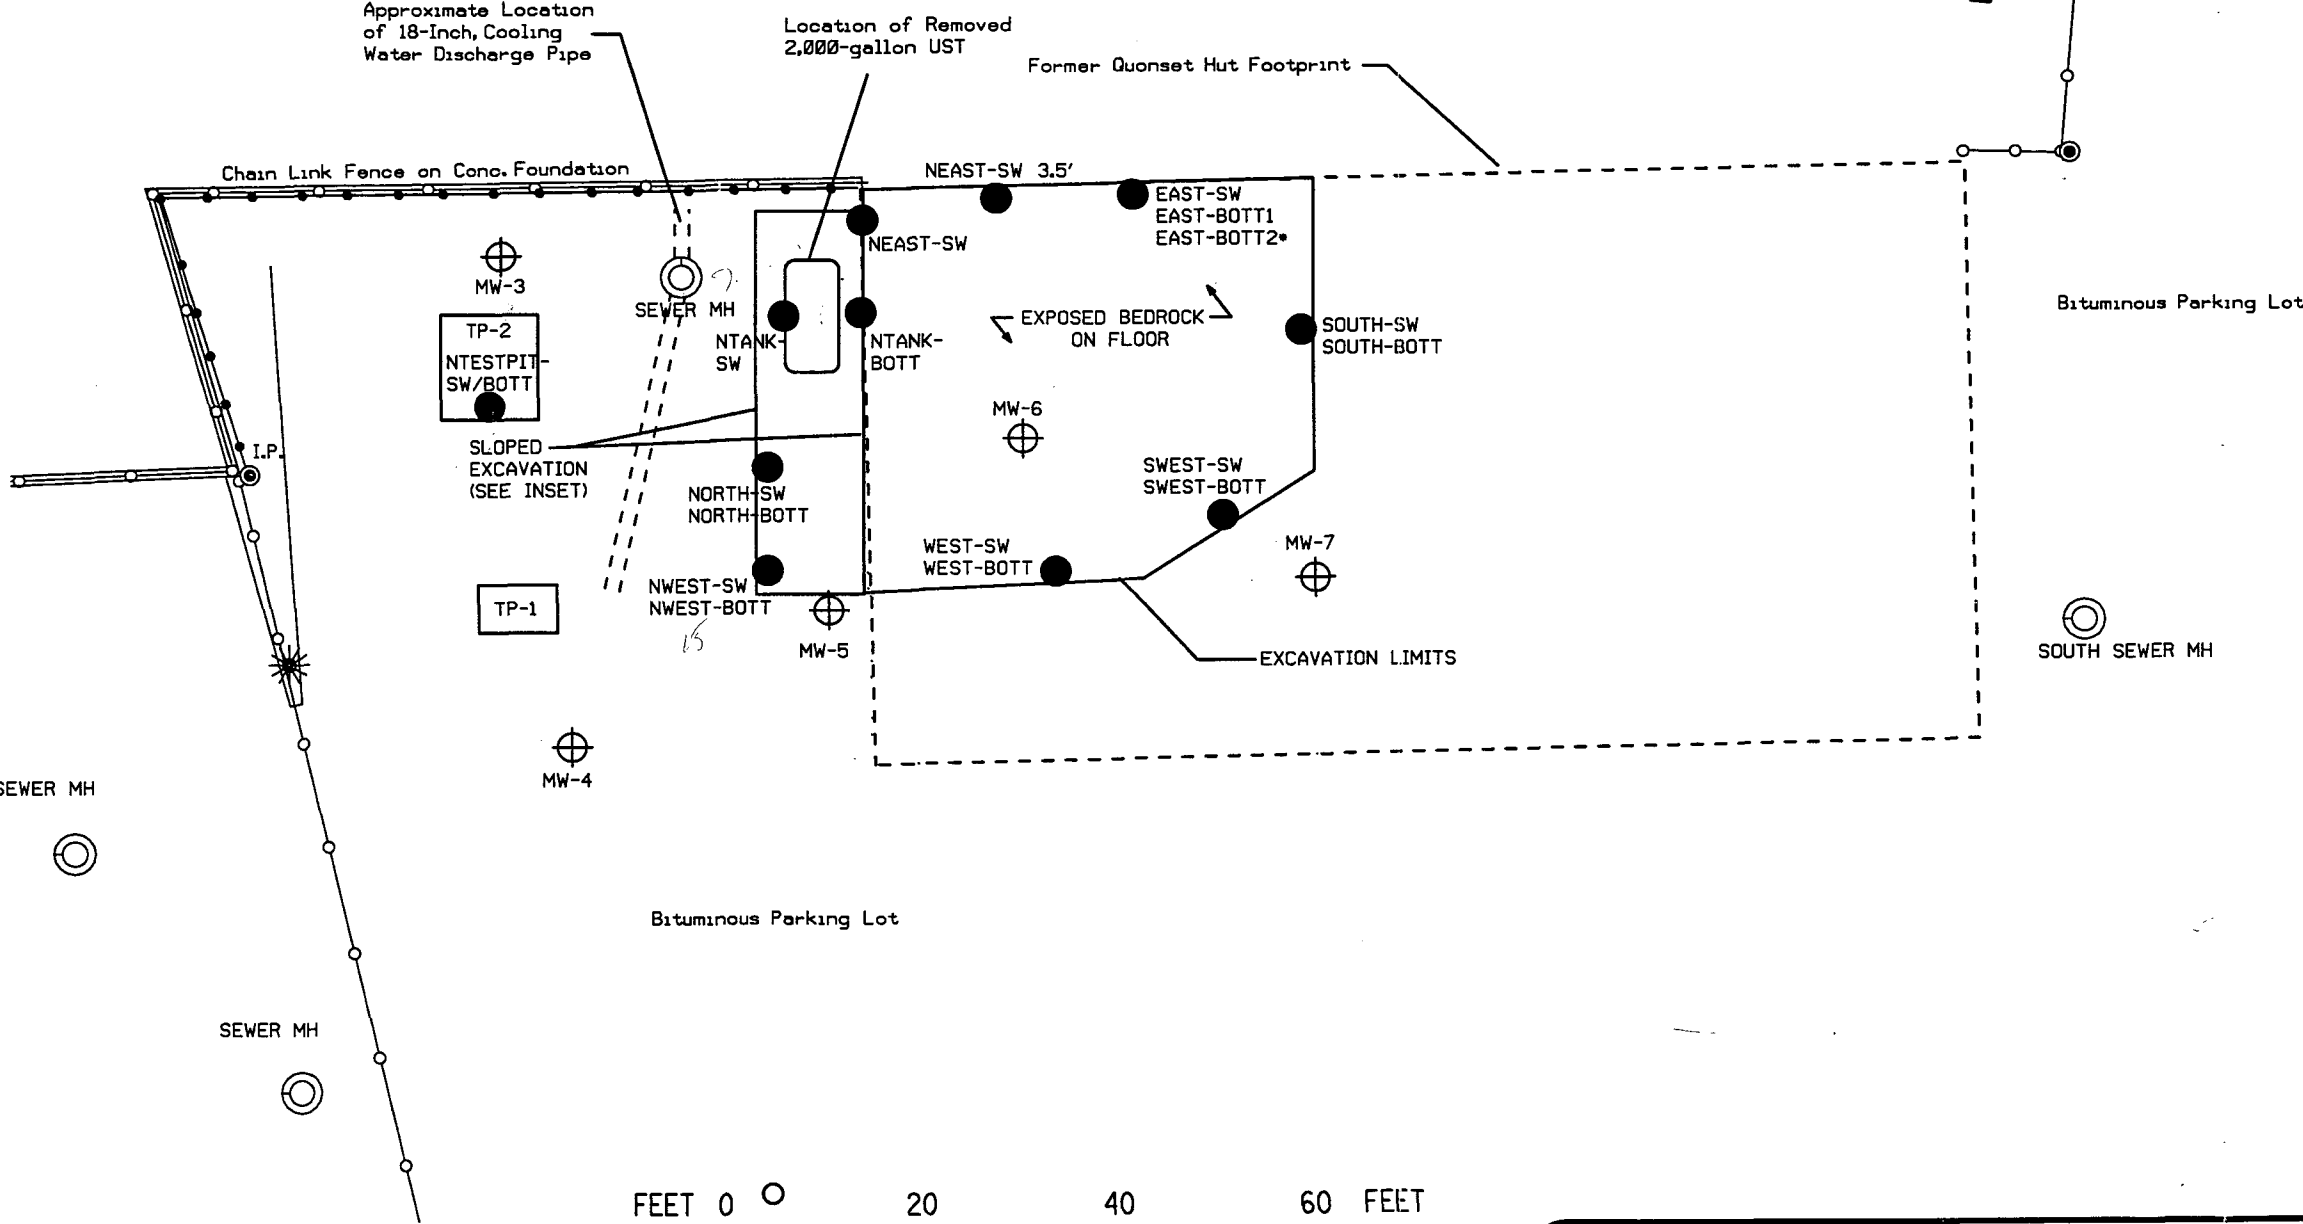 Approximate Location
of 18-Inch, Cooling
Water Discharge Pipe
Location of Removed
2,000-gallon UST
Former Quonset Hut Footprint
Chain Link Fence on Conc. Foundation
NEAST-SW 3.5'
EAST-SW
EAST-BOTT1
EAST-BOTT2*
NEAST-SW
MW-3
SEWER MH
TP-2
NTESTPIT-
SW/BOTT
NTANK-
SW
NTANK-
BOTT
EXPOSED BEDROCK
ON FLOOR
SOUTH-SW
SOUTH-BOTT
Bituminous Parking Lot
MW-6
I.P.
SLOPED
EXCAVATION
(SEE INSET)
NORTH-SW
NORTH-BOTT
SWEST-SW
SWEST-BOTT
WEST-SW
WEST-BOTT
MW-7
NWEST-SW
NWEST-BOTT
15
TP-1
MW-5
EXCAVATION LIMITS
SOUTH SEWER MH
MW-4
SEWER MH
Bituminous Parking Lot
SEWER MH
FEET 0 20 40 60 FEET